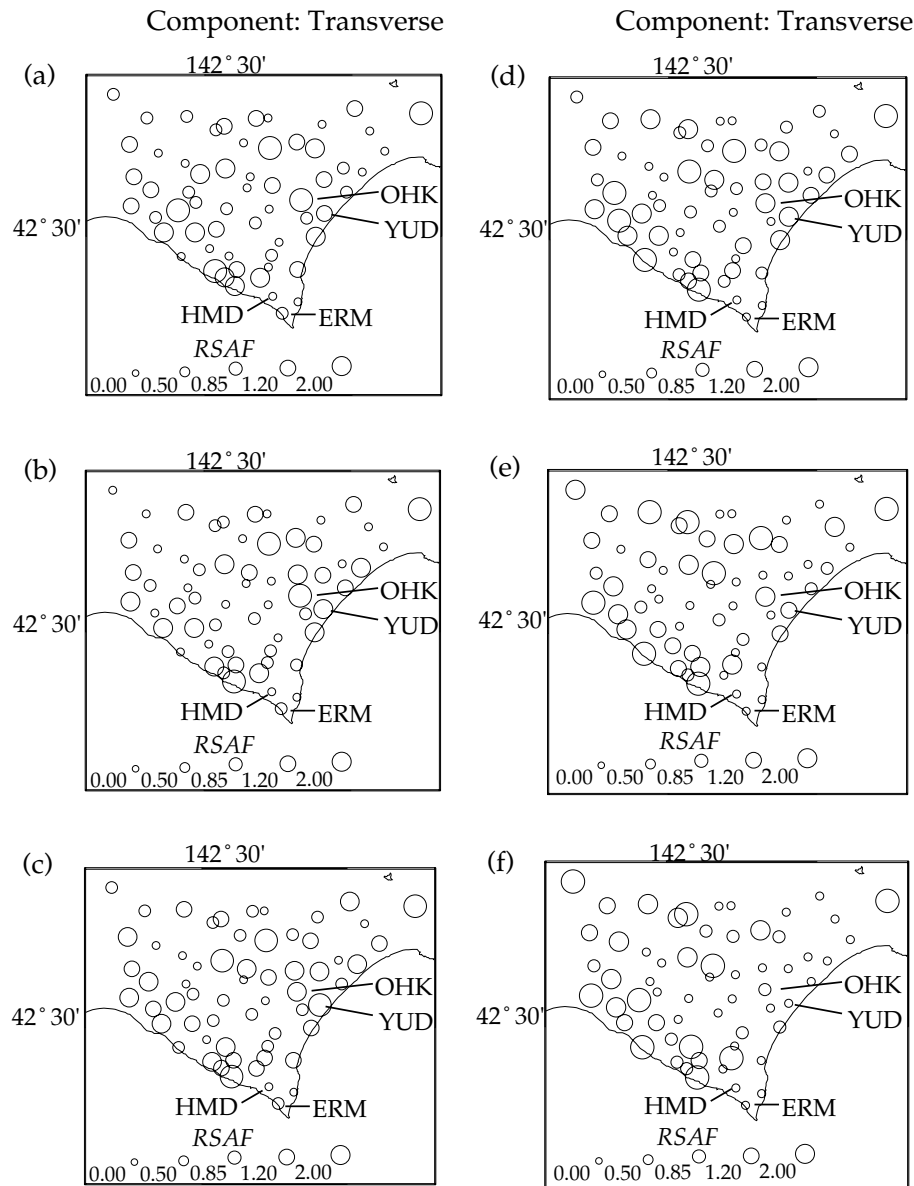 Component: Transverse
(a)
142° 30'
42° 30'
OHK
YUD
HMD
ERM
RSAF
0.00 0.50 0.85 1.20 2.00
(b)
142° 30'
42° 30'
OHK
YUD
HMD
ERM
RSAF
0.00 0.50 0.85 1.20 2.00
(c)
142° 30'
42° 30'
OHK
YUD
HMD
ERM
RSAF
0.00 0.50 0.85 1.20 2.00
Component: Transverse
(d)
142° 30'
42° 30'
OHK
YUD
HMD
ERM
RSAF
0.00 0.50 0.85 1.20 2.00
(e)
142° 30'
42° 30'
OHK
YUD
HMD
ERM
RSAF
0.00 0.50 0.85 1.20 2.00
(f)
142° 30'
42° 30'
OHK
YUD
HMD
ERM
RSAF
0.00 0.50 0.85 1.20 2.00